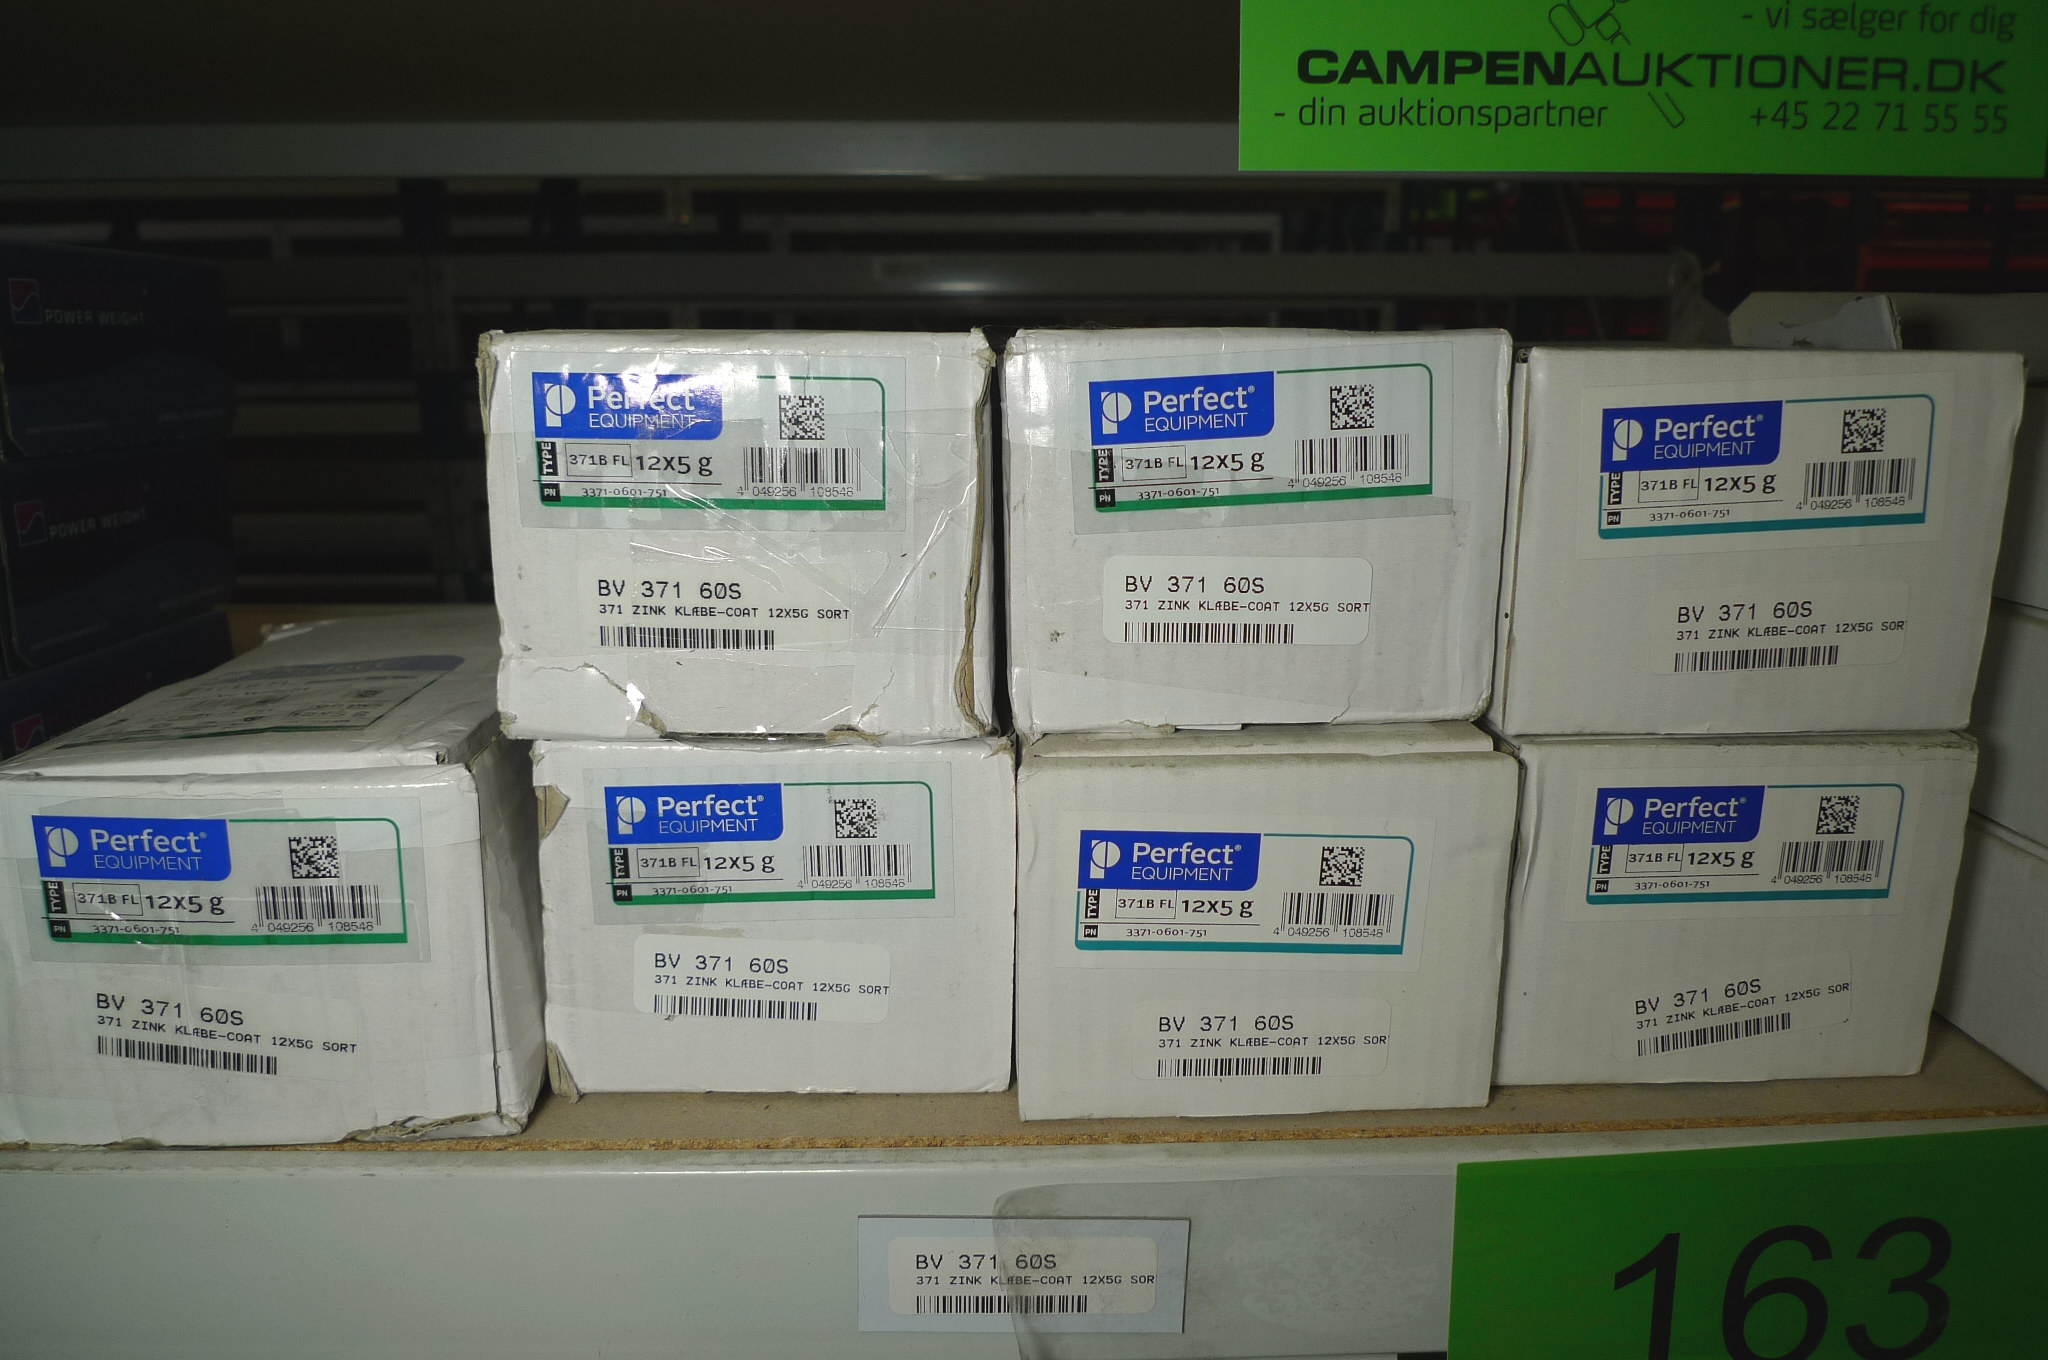 - vi sælger for dig
CAMPENAUKTIONER.DK
- din auktionspartner +45 22 71 55 55
POWER WEIGHT
POWER WEIGHT
Perfect®
EQUIPMENT
TYPE 371B FL 12X5 g
PN 3371-0601-751
4 049256 108546
BV 371 60S
371 ZINK KLÆBE-COAT 12X5G SORT
Perfect®
EQUIPMENT
TYPE 371B FL 12X5 g
PN 3371-0601-751
4 049256 108546
BV 371 60S
371 ZINK KLÆBE-COAT 12X5G SORT
Perfect®
EQUIPMENT
TYPE 371B FL 12X5 g
PN 3371-0601-751
4 049256 108546
BV 371 60S
371 ZINK KLÆBE-COAT 12X5G SOR
Perfect®
EQUIPMENT
TYPE 371B FL 12X5 g
PN 3371-0601-751
4 049256 108546
BV 371 60S
371 ZINK KLÆBE-COAT 12X5G SORT
Perfect®
EQUIPMENT
TYPE 371B FL 12X5 g
PN 3371-0601-751
4 049256 108546
BV 371 60S
371 ZINK KLÆBE-COAT 12X5G SORT
Perfect®
EQUIPMENT
TYPE 371B FL 12X5 g
PN 3371-0601-751
4 049256 108546
BV 371 60S
371 ZINK KLÆBE-COAT 12X5G SOR
Perfect®
EQUIPMENT
TYPE 371B FL 12X5 g
PN 3371-0601-751
4 049256 108546
BV 371 60S
371 ZINK KLÆBE-COAT 12X5G SOR
BV 371 60S
371 ZINK KLÆBE-COAT 12X5G SOR
163